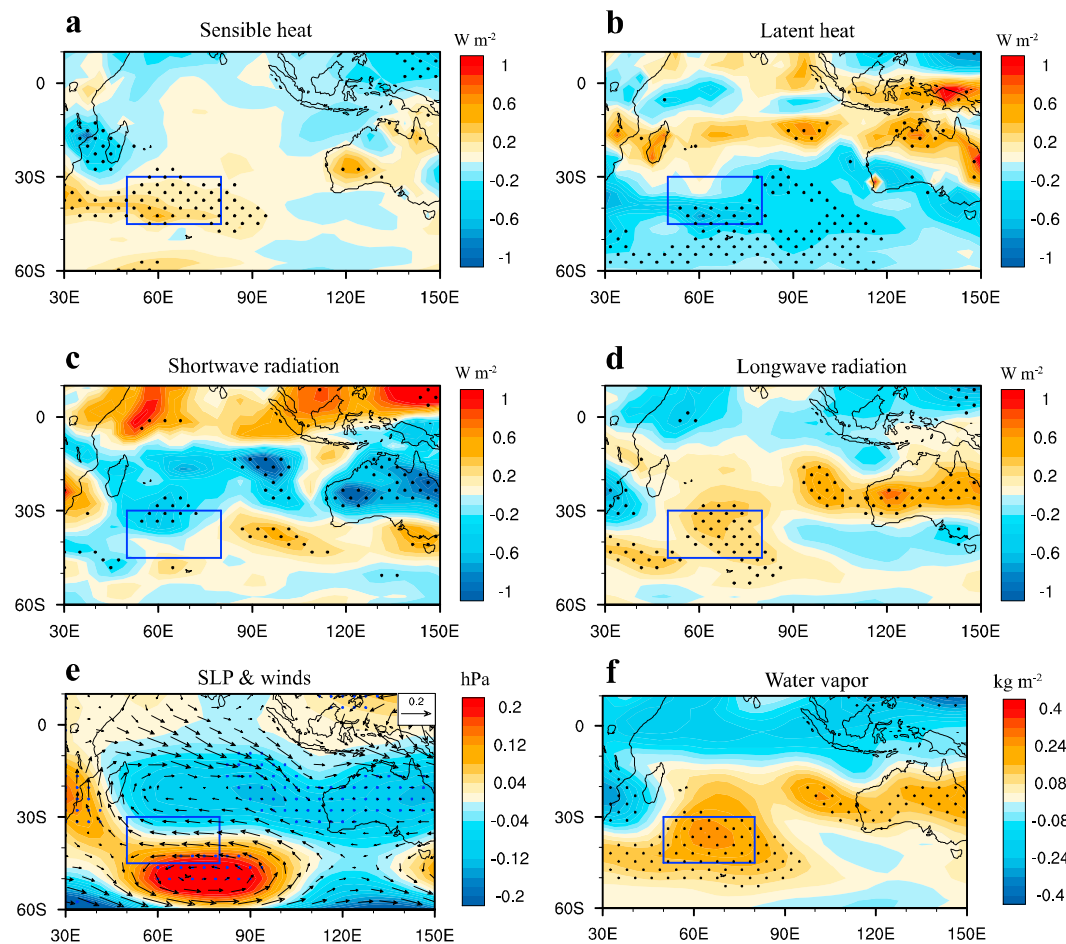 a
Sensible heat
W m-2
0
30S
60S
30E 60E 90E 120E 150E
1
0.6
0.2
-0.2
-0.6
-1
b
Latent heat
W m-2
0
30S
60S
30E 60E 90E 120E 150E
1
0.6
0.2
-0.2
-0.6
-1
c
Shortwave radiation
W m-2
0
30S
60S
30E 60E 90E 120E 150E
1
0.6
0.2
-0.2
-0.6
-1
d
Longwave radiation
W m-2
0
30S
60S
30E 60E 90E 120E 150E
1
0.6
0.2
-0.2
-0.6
-1
e
SLP & winds
hPa
0.2
0
30S
60S
30E 60E 90E 120E 150E
0.2
0.12
0.04
-0.04
-0.12
-0.2
f
Water vapor
kg m-2
0
30S
60S
30E 60E 90E 120E 150E
0.4
0.24
0.08
-0.08
-0.24
-0.4